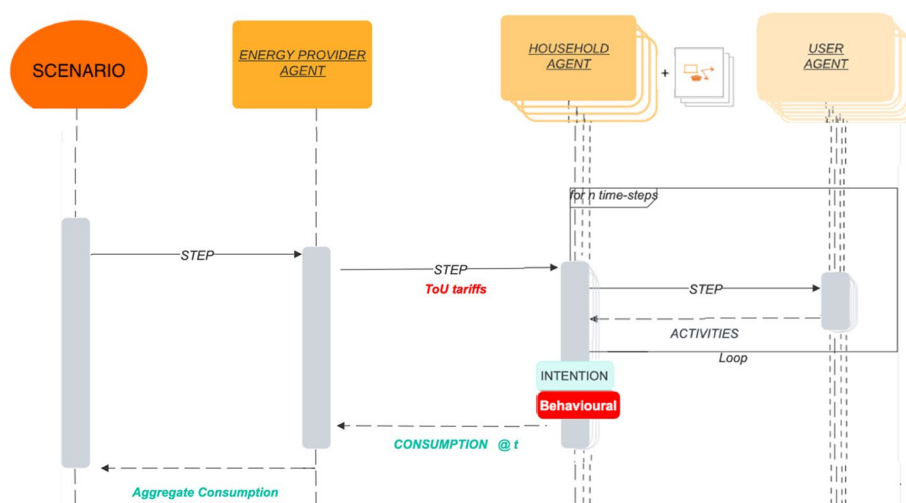 SCENARIO
ENERGY PROVIDER
AGENT
HOUSEHOLD
AGENT
+
USER
AGENT
for n time-steps
STEP
STEP
ToU tariffs
STEP
ACTIVITIES
Loop
INTENTION
Behavioural
CONSUMPTION @ t
Aggregate Consumption